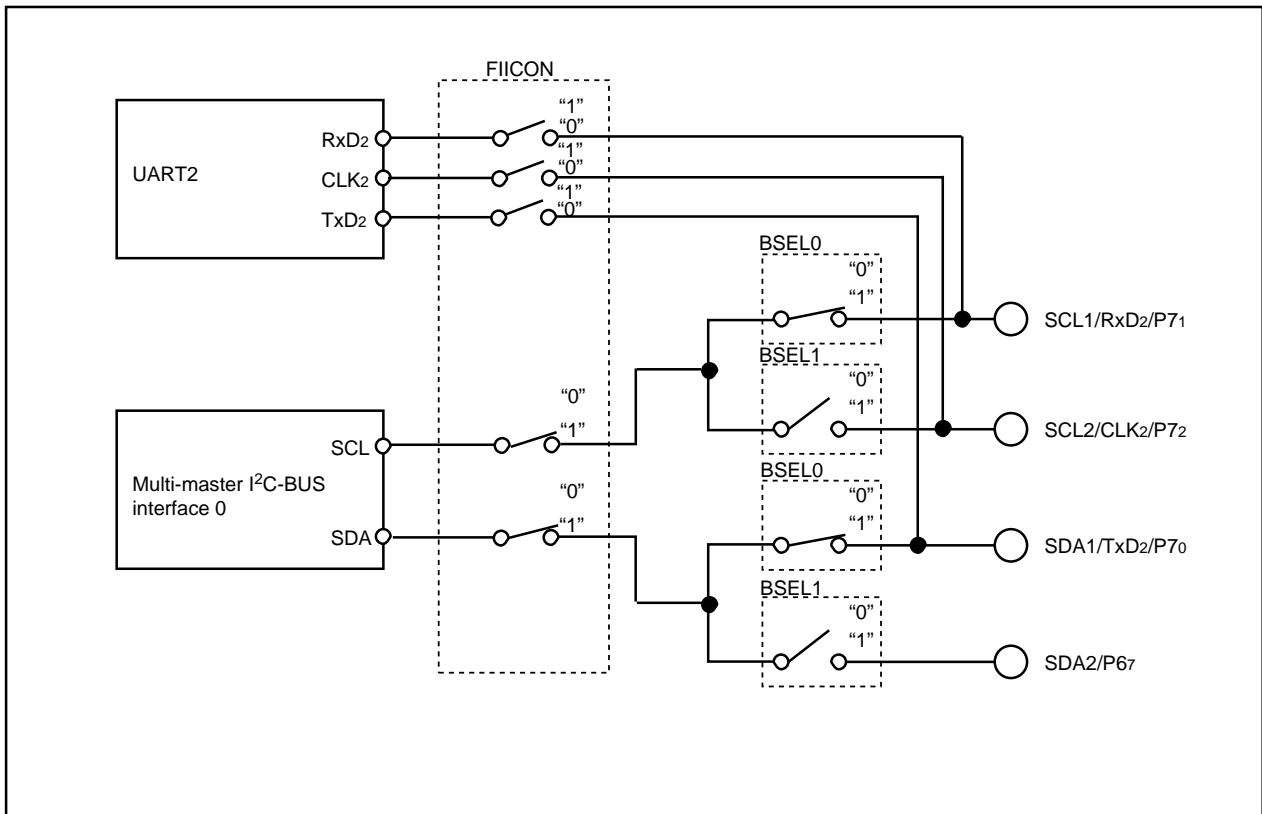 FIICON
UART2
RxD2
CLK2
TxD2
“1”
“0”
“1”
“0”
“1”
“0”
BSEL0
“0”
“1”
SCL1/RxD2/P71
BSEL1
“0”
“1”
SCL2/CLK2/P72
Multi-master I²C-BUS
interface 0
SCL
SDA
“0”
“1”
“0”
“1”
BSEL0
“0”
“1”
SDA1/TxD2/P70
BSEL1
“0”
“1”
SDA2/P67